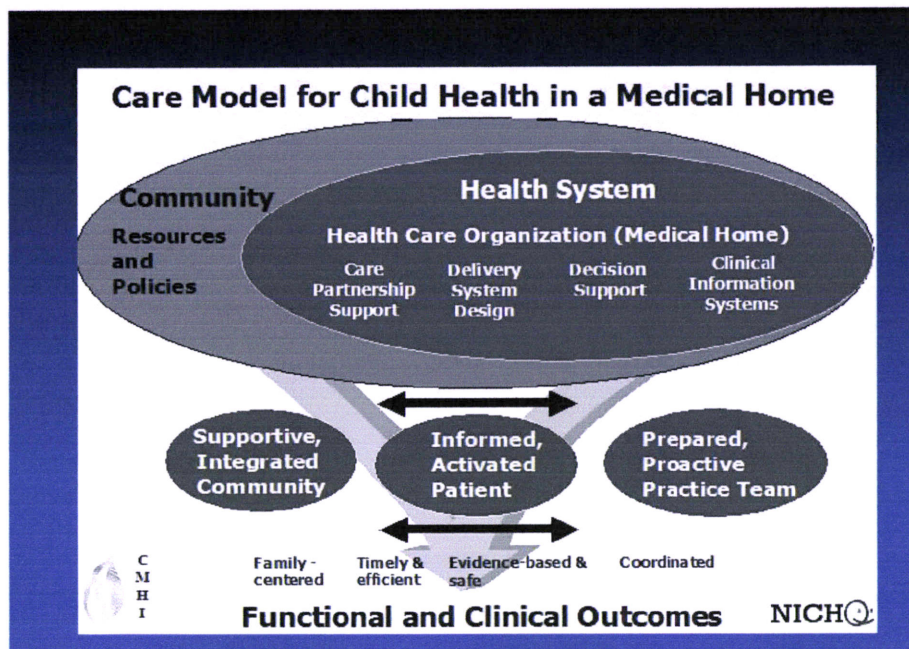 Care Model for Child Health in a Medical Home
Community
Resources
and
Policies
Health System
Health Care Organization (Medical Home)
Care
Partnership
Support
Delivery
System
Design
Decision
Support
Clinical
Information
Systems
Supportive,
Integrated
Community
Informed,
Activated
Patient
Prepared,
Proactive
Practice Team
Family -
centered
Timely &
efficient
Evidence-based &
safe
Coordinated
C
M
H
I
Functional and Clinical Outcomes
NICHQ